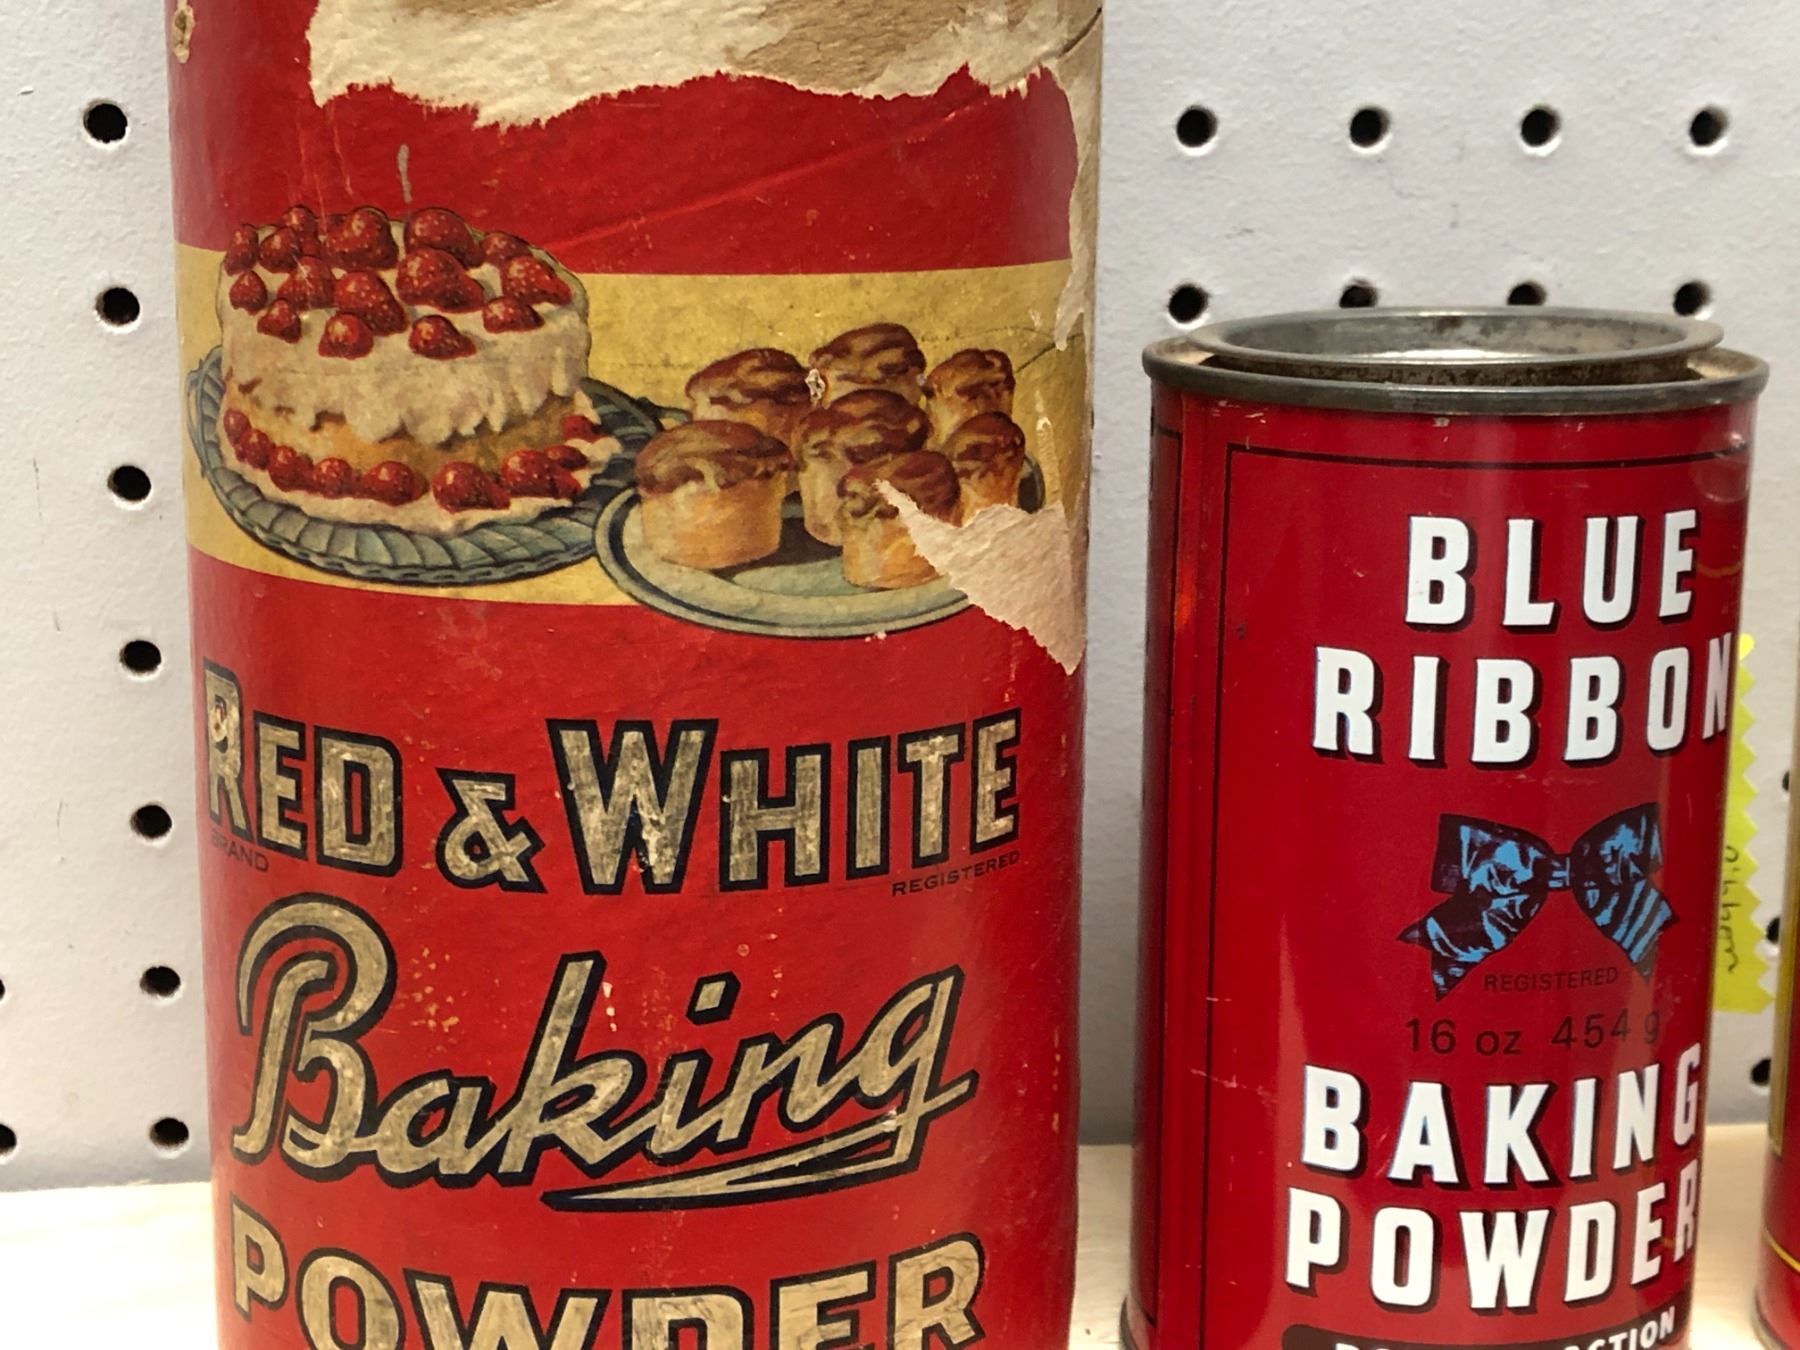 RED & WHITE
BRAND
REGISTERED
Baking
POWDER
BLUE
RIBBON
REGISTERED
16 oz 454 g
BAKING
POWDER